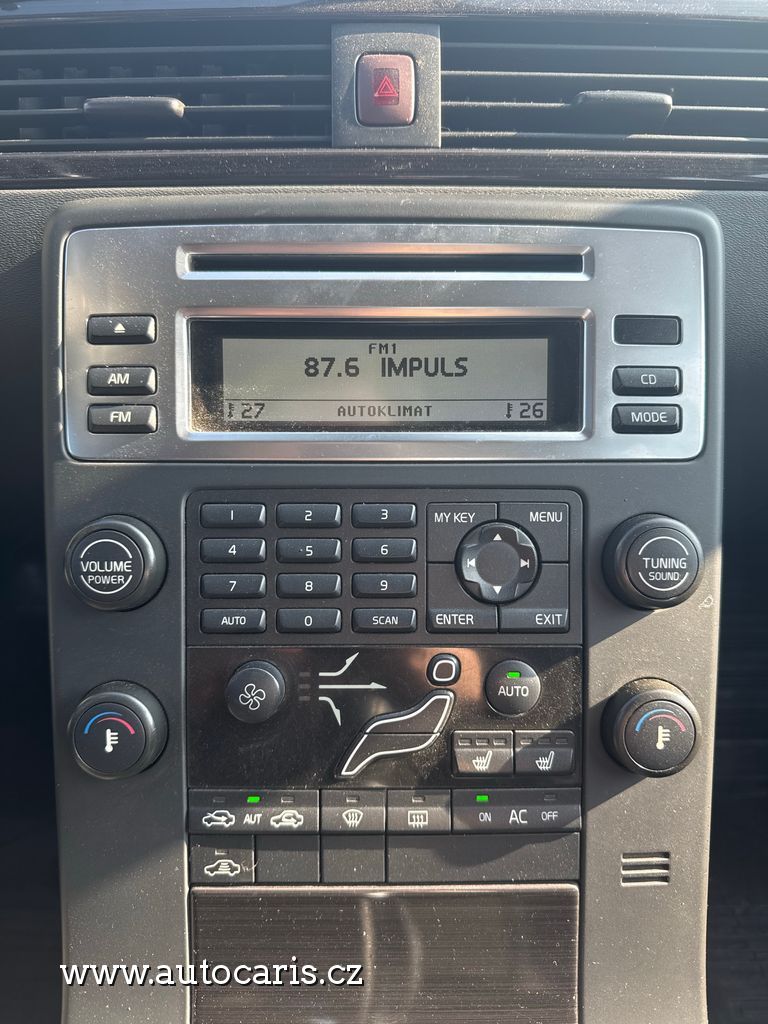 FM1
87.6 IMPULS
27 AUTOKLIMAT 26
AM
FM
CD
MODE
VOLUME
POWER
1 2 3
4 5 6
7 8 9
AUTO 0 SCAN
MY KEY MENU
ENTER EXIT
TUNING
SOUND
AUTO
AUT
ON AC OFF
www.autocaris.cz